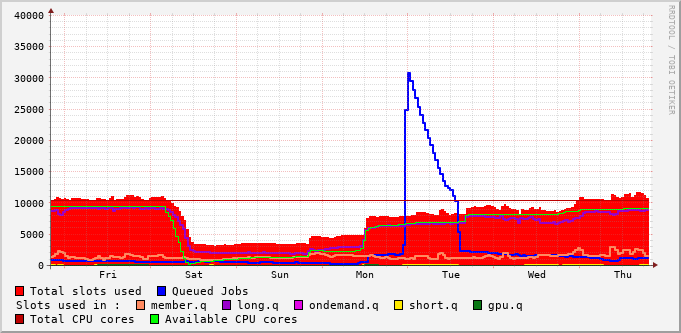 40000
35000
30000
25000
20000
15000
10000
5000
0
Fri Sat Sun Mon Tue Wed Thu
RRDTOOL / TOBI OETIKER
Total slots used Queued Jobs
Slots used in : member.q long.q ondemand.q short.q gpu.q
Total CPU cores Available CPU cores